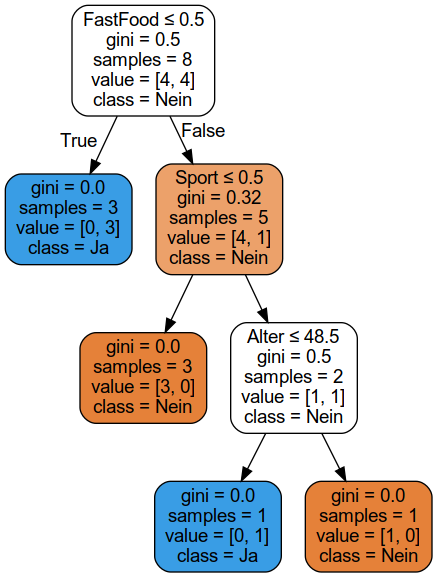 FastFood ≤ 0.5
gini = 0.5
samples = 8
value = [4, 4]
class = Nein
True
False
gini = 0.0
samples = 3
value = [0, 3]
class = Ja
Sport ≤ 0.5
gini = 0.32
samples = 5
value = [4, 1]
class = Nein
gini = 0.0
samples = 3
value = [3, 0]
class = Nein
Alter ≤ 48.5
gini = 0.5
samples = 2
value = [1, 1]
class = Nein
gini = 0.0
samples = 1
value = [0, 1]
class = Ja
gini = 0.0
samples = 1
value = [1, 0]
class = Nein